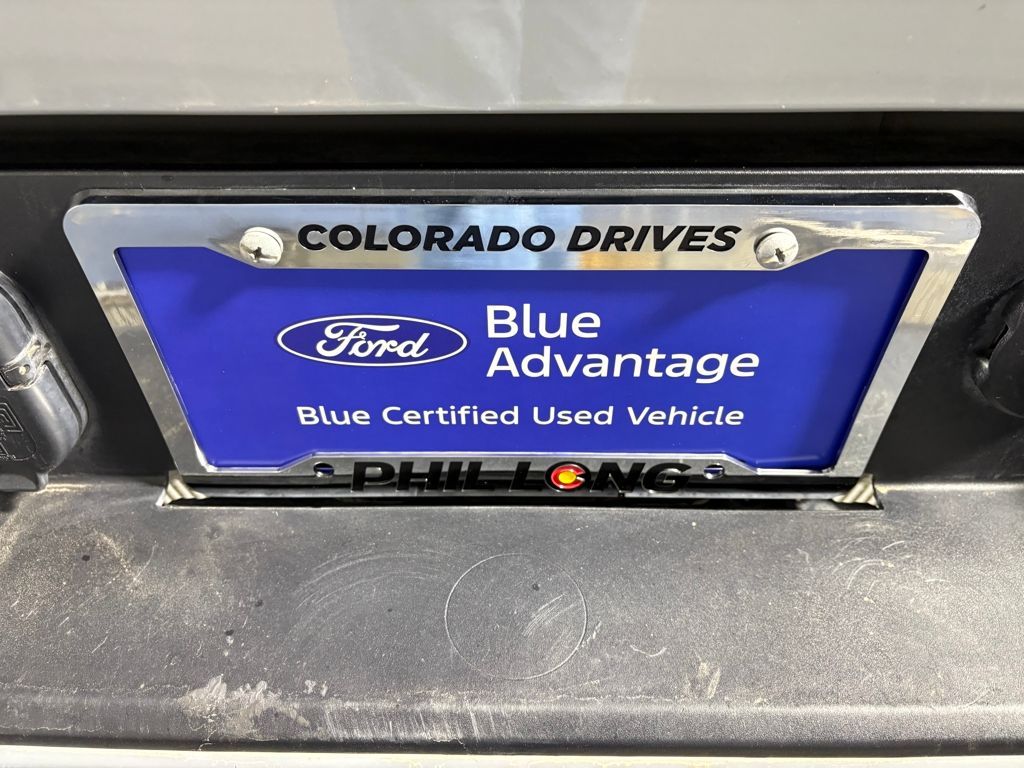 COLORADO DRIVES
Ford
Blue
Advantage
Blue Certified Used Vehicle
PHIL LONG